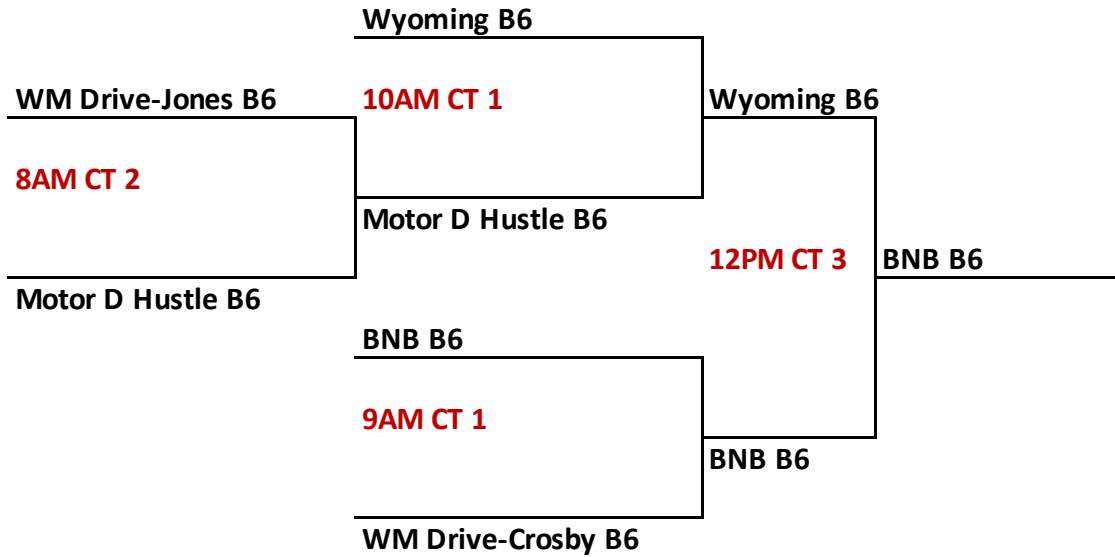 Wyoming B6
WM Drive-Jones B6
10AM CT 1
Wyoming B6
8AM CT 2
Motor D Hustle B6
12PM CT 3
BNB B6
Motor D Hustle B6
BNB B6
9AM CT 1
BNB B6
WM Drive-Crosby B6